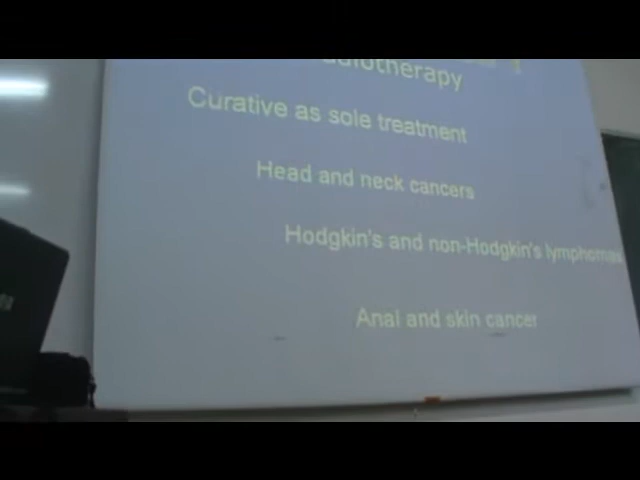 Curative as sole treatment
Head and neck cancers
Hodgkin's and non-Hodgkin's lymphomas
Anal and skin cancer